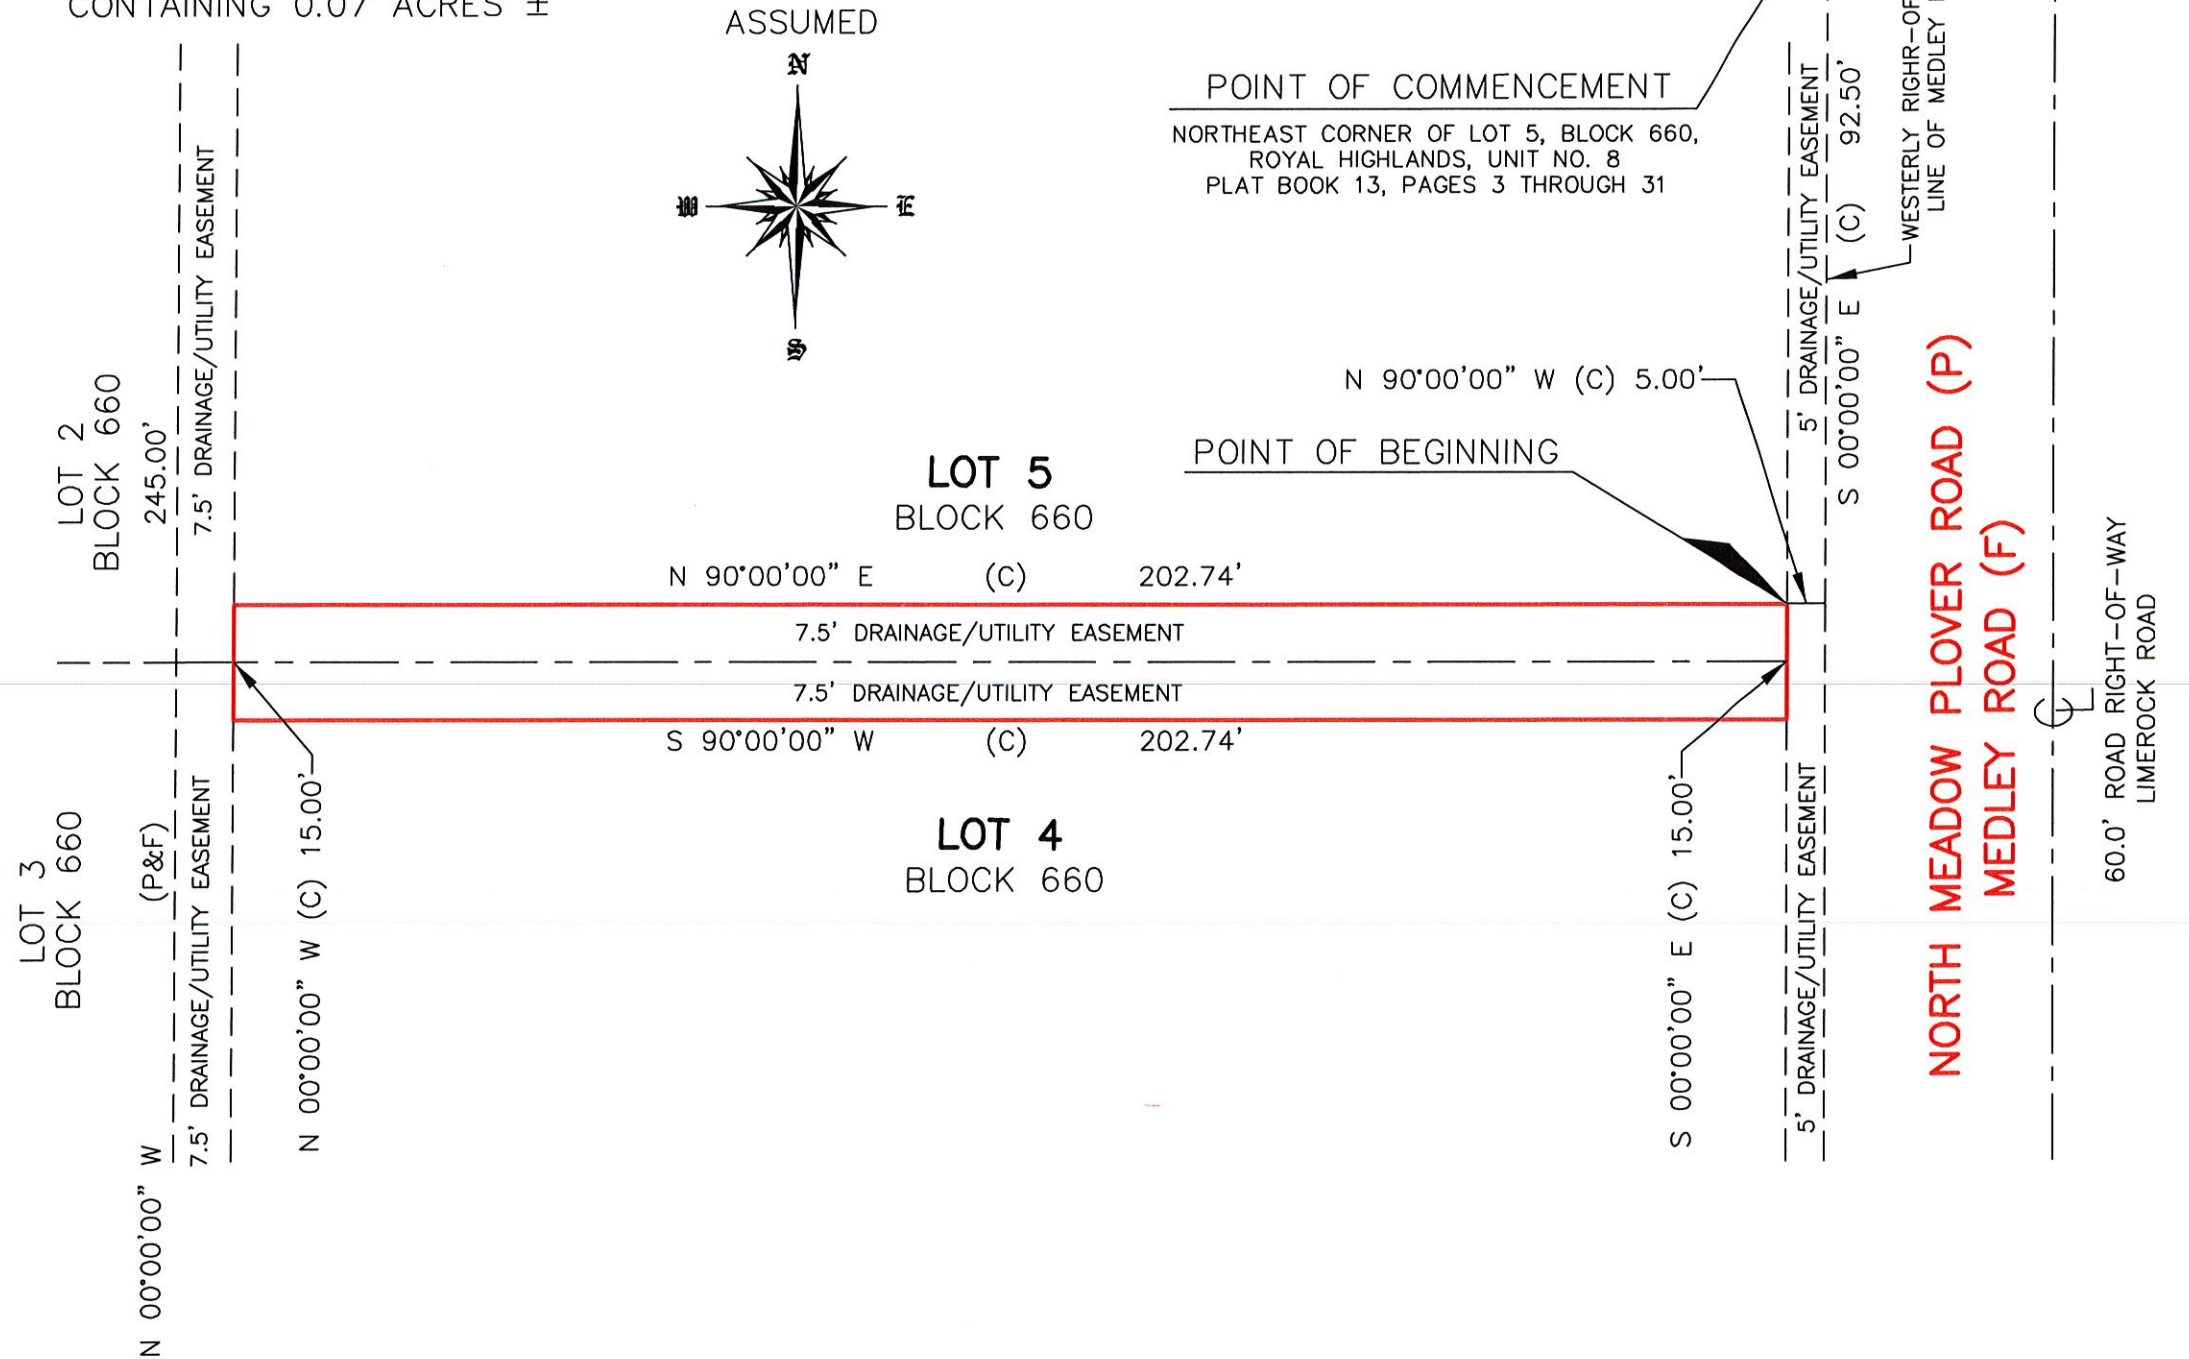 CONTAINING 0.07 ACRES ±
ASSUMED
N
W
E
S
POINT OF COMMENCEMENT
NORTHEAST CORNER OF LOT 5, BLOCK 660,
ROYAL HIGHLANDS, UNIT NO. 8
PLAT BOOK 13, PAGES 3 THROUGH 31
5' DRAINAGE/UTILITY EASEMENT
S 00°00'00" E (C) 92.50'
WESTERLY RIGHR-OF
LINE OF MEDLEY
LOT 2
BLOCK 660
245.00'
7.5' DRAINAGE/UTILITY EASEMENT
N 90°00'00" W (C) 5.00'
POINT OF BEGINNING
LOT 5
BLOCK 660
N 90°00'00" E (C) 202.74'
7.5' DRAINAGE/UTILITY EASEMENT
7.5' DRAINAGE/UTILITY EASEMENT
S 90°00'00" W (C) 202.74'
LOT 4
BLOCK 660
LOT 3
BLOCK 660
N 00°00'00" W (P&F)
7.5' DRAINAGE/UTILITY EASEMENT
N 00°00'00" W (C) 15.00'
S 00°00'00" E (C) 15.00'
5' DRAINAGE/UTILITY EASEMENT
NORTH MEADOW PLOVER ROAD (P)
MEDLEY ROAD (F)
CL
60.0' ROAD RIGHT-OF-WAY
LIMEROCK ROAD